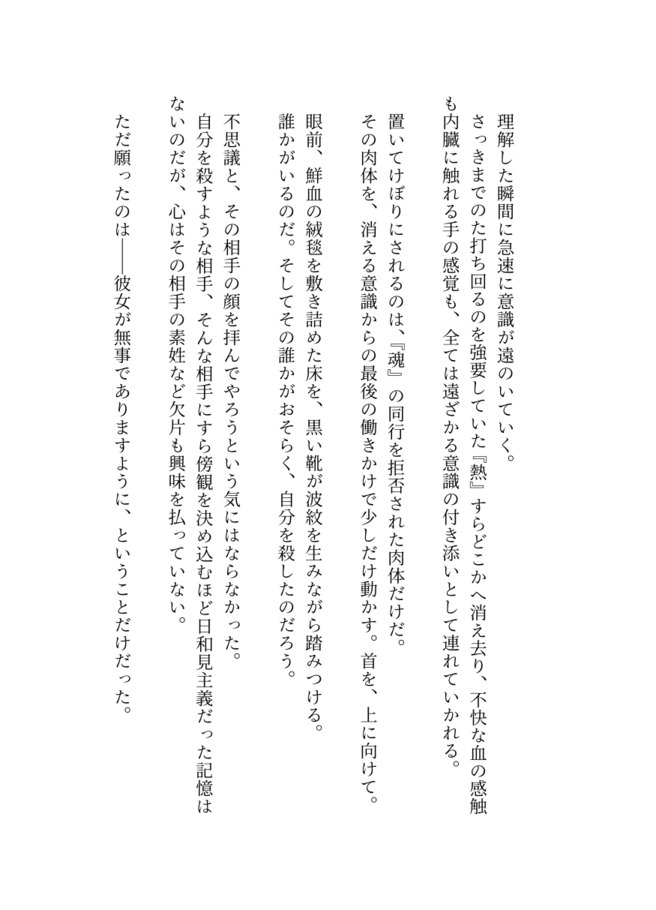 理解した瞬間に急速に意識が遠のいていく。
さっきまでのた打ち回るのを強要していた『熱』すらどこかへ消え去り、不快な血の感触
も内臓に触れる手の感覚も、全ては遠ざかる意識の付き添いとして連れていかれる。
置いてけぼりにされるのは、『魂』の同行を拒否された肉体だけだ。
その肉体を、消える意識からの最後の働きかけで少しだけ動かす。首を、上に向けて。
眼前、鮮血の絨毯を敷き詰めた床を、黒い靴が波紋を生みながら踏みつける。
誰かがいるのだ。そしてその誰かがおそらく、自分を殺したのだろう。
不思議と、その相手の顔を拝んでやろうという気にはならなかった。
自分を殺すような相手、そんな相手にすら傍観を決め込むほど日和見主義だった記憶は
ないのだが、心はその相手の素姓など欠片も興味を払っていない。
ただ願ったのは――彼女が無事でありますように、ということだけだった。